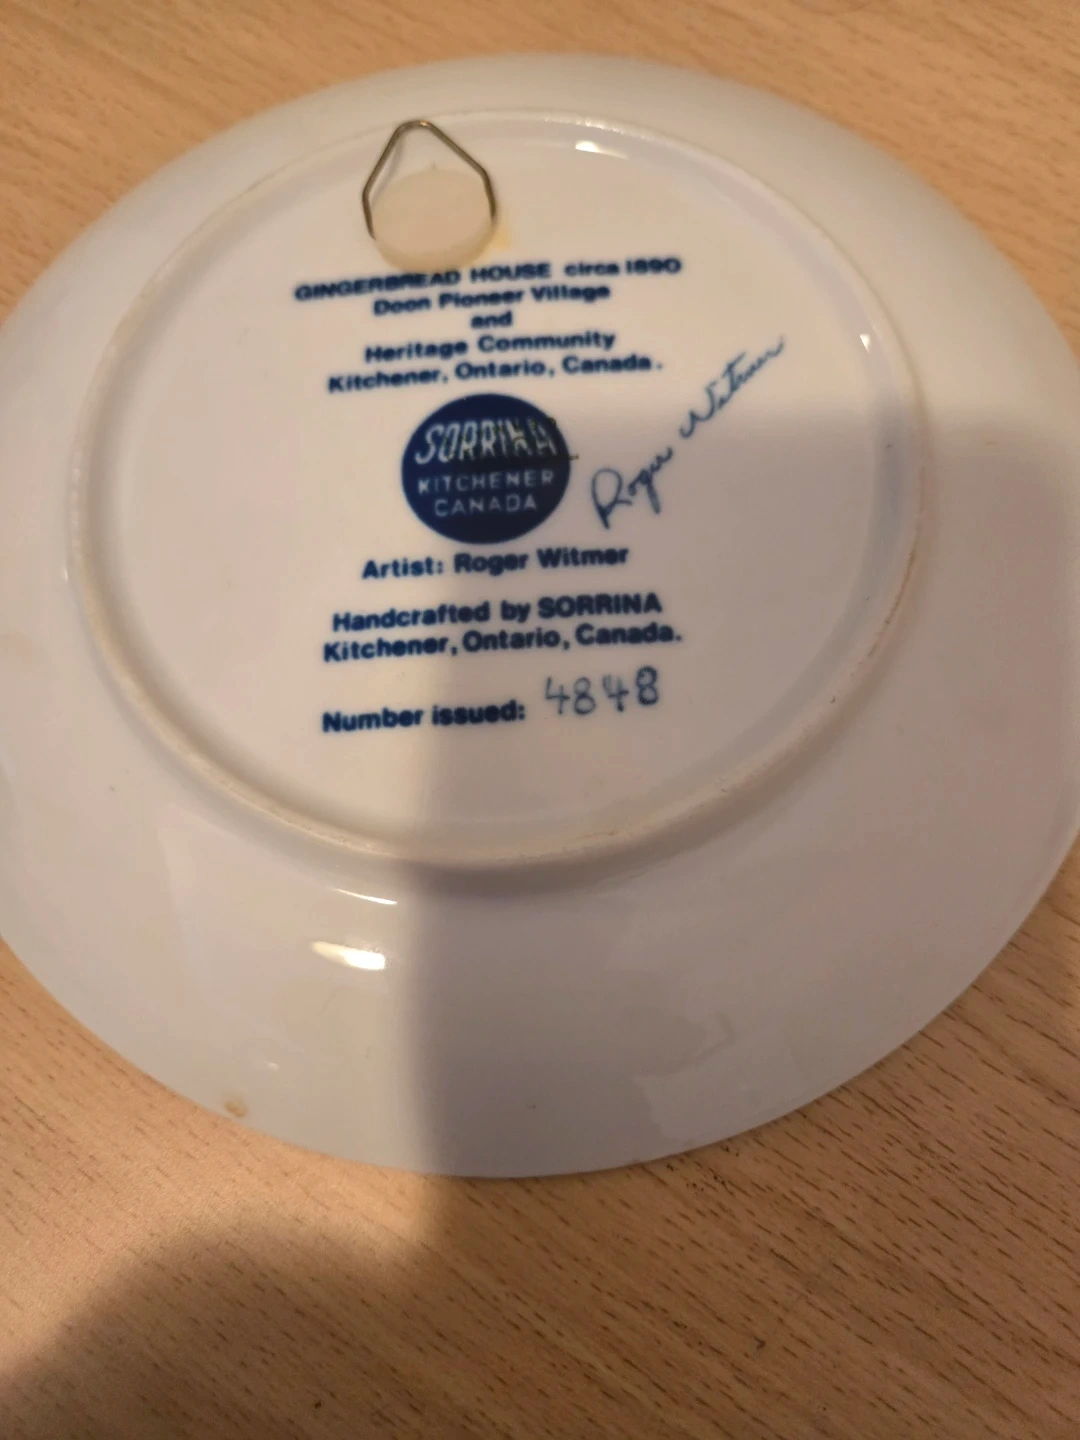 GINGERBREAD HOUSE circa 1890
Doon Pioneer Village
and
Heritage Community
Kitchener, Ontario, Canada.
SORRINA
KITCHENER
CANADA
Roger Witmer
Artist: Roger Witmer
Handcrafted by SORRINA
Kitchener, Ontario, Canada.
Number issued: 4848